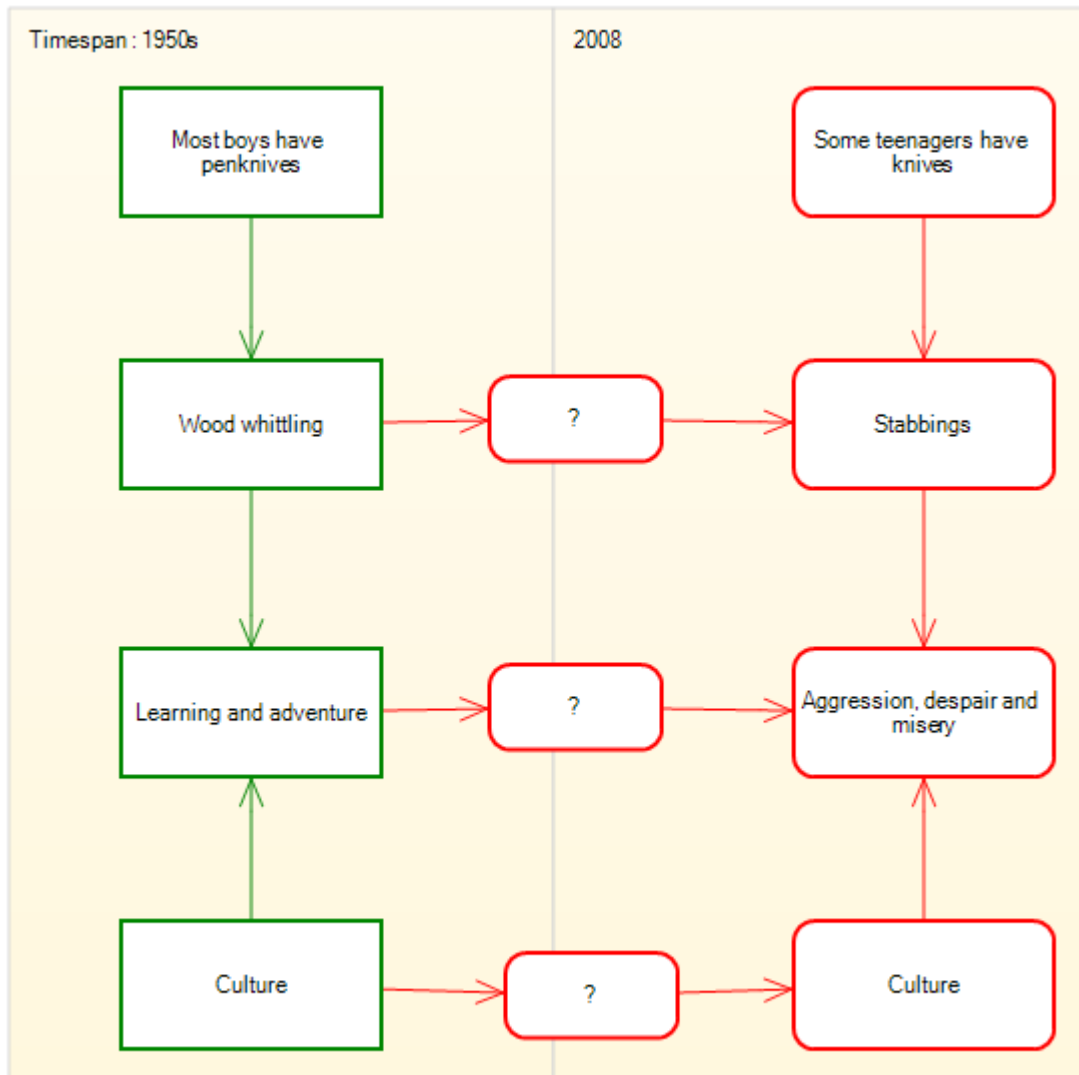 Timespan : 1950s
2008
Most boys have
penknives
Some teenagers have
knives
Wood whittling
?
Stabbings
Learning and adventure
?
Aggression, despair and
misery
Culture
?
Culture